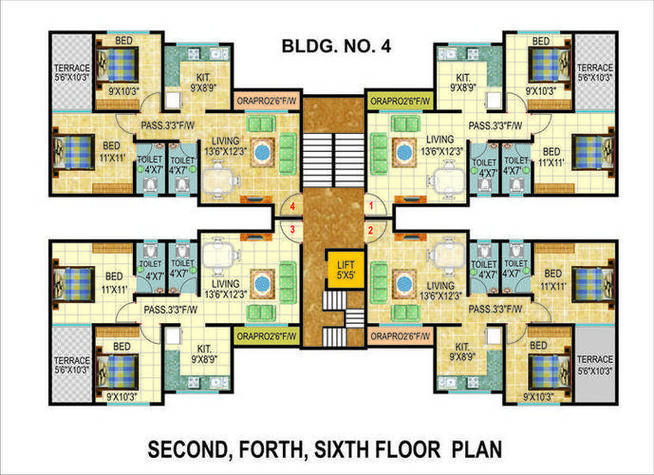 BLDG. NO. 4
BED
TERRACE
5'6"X10'3"
9'X10'3"
KIT.
9'X8'9"
ORAPRO2'6"F/W
PASS.3'3"F/W
LIVING
13'6"X12'3"
BED
11'X11'
TOILET
4'X7'
TOILET
4'X7'
4
BED
TERRACE
5'6"X10'3"
9'X10'3"
KIT.
9'X8'9"
ORAPRO2'6"F/W
PASS.3'3"F/W
LIVING
13'6"X12'3"
BED
11'X11'
TOILET
4'X7'
TOILET
4'X7'
1
3
BED
11'X11'
TOILET
4'X7'
TOILET
4'X7'
LIVING
13'6"X12'3"
PASS.3'3"F/W
ORAPRO2'6"F/W
BED
TERRACE
5'6"X10'3"
9'X10'3"
KIT.
9'X8'9"
LIFT
5'X5'
2
LIVING
13'6"X12'3"
TOILET
4'X7'
TOILET
4'X7'
BED
11'X11'
PASS.3'3"F/W
ORAPRO2'6"F/W
KIT.
9'X8'9"
BED
9'X10'3"
TERRACE
5'6"X10'3"
SECOND, FORTH, SIXTH FLOOR PLAN